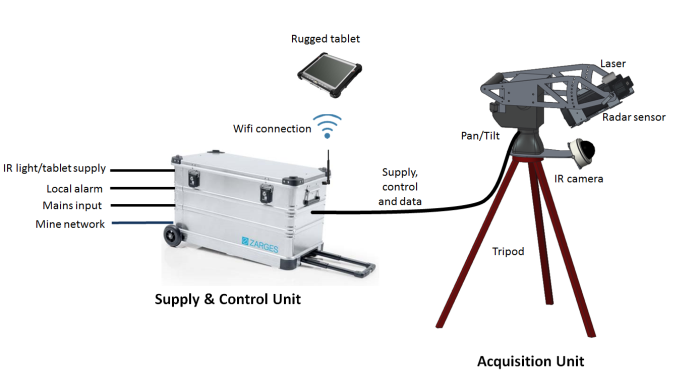 Rugged tablet
Laser
Radar sensor
Wifi connection
Pan/Tilt
IR light/tablet supply
Supply,
control
and data
IR camera
Local alarm
Mains input
Mine network
ZARGES
Tripod
Supply & Control Unit
Acquisition Unit